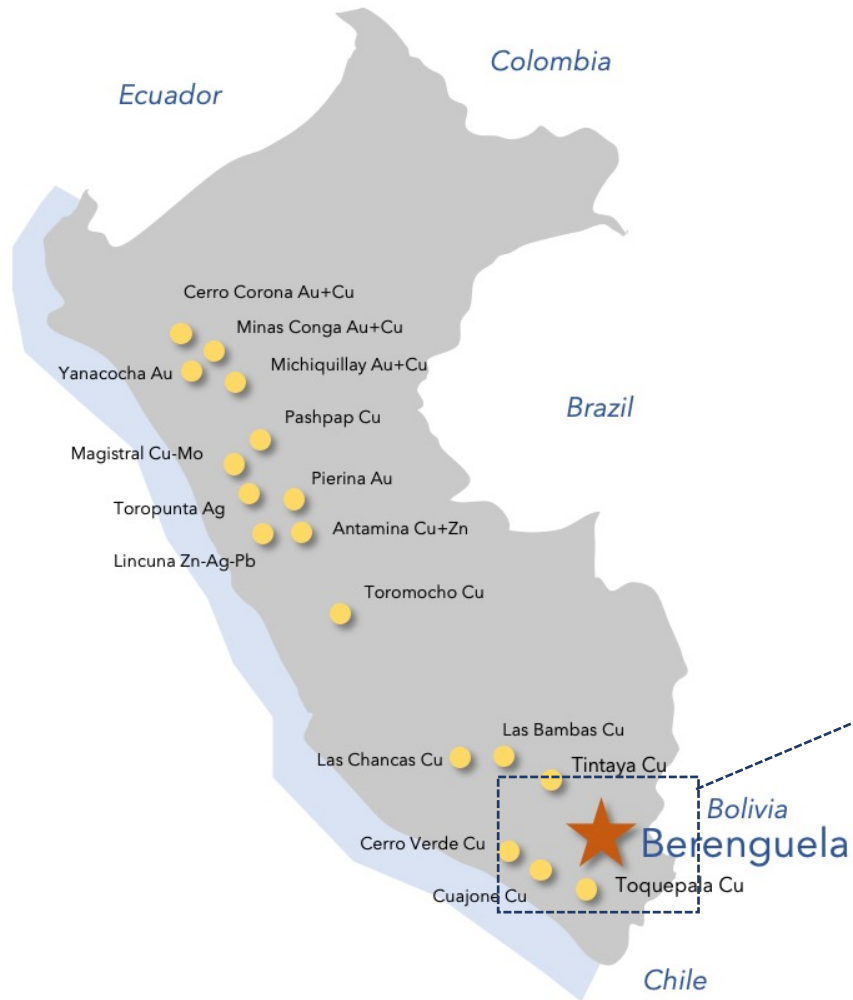 Colombia
Ecuador
Cerro Corona Au+Cu
Minas Conga Au+Cu
Michiquillay Au+Cu
Yanacocha Au
Brazil
Pashpap Cu
Magistral Cu-Mo
Pierina Au
Toropunta Ag
Antamina Cu+Zn
Lincuna Zn-Ag-Pb
Toromocho Cu
Las Bambas Cu
Las Chancas Cu
Tintaya Cu
Bolivia
Berenguela
Cerro Verde Cu
Toquepala Cu
Cuajone Cu
Chile